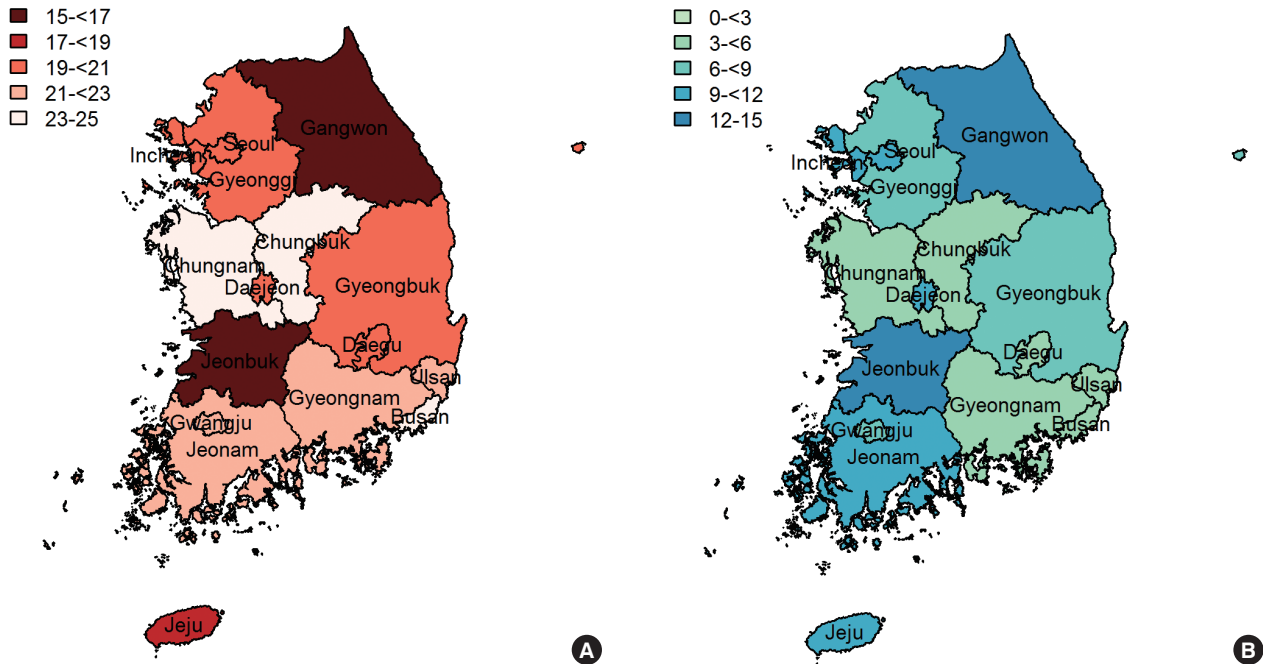 15-<17
17-<19
19-<21
21-<23
23-25
Gangwon
Seoul
Incheon
Gyeonggi
Chungbuk
Chungnam
Daejeon
Gyeongbuk
Daegu
Jeonbuk
Ulsan
Gyeongnam
Busan
Gwangju
Jeonam
Jeju
A
0-<3
3-<6
6-<9
9-<12
12-15
Gangwon
Seoul
Incheon
Gyeonggi
Chungbuk
Chungnam
Daejeon
Gyeongbuk
Daegu
Jeonbuk
Ulsan
Gyeongnam
Busan
Gwangju
Jeonam
Jeju
B